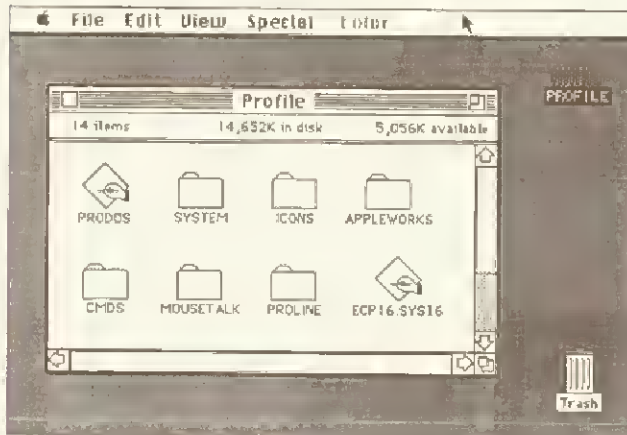 File Edit View Special Color
Profile
PROFILE
14 items 14,652K in disk 5,056K available
PRODOS SYSTEM ICONS APPLEWORKS
CMDS MOUSETALK PROLINE ECP16.SYS16
Trash